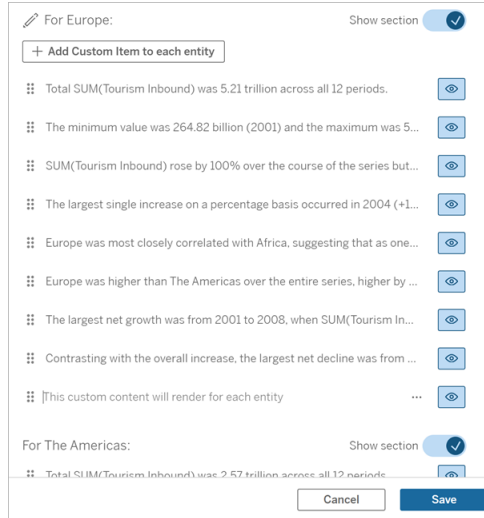 For Europe:
Show section
+ Add Custom Item to each entity
Total SUM(Tourism Inbound) was 5.21 trillion across all 12 periods.
The minimum value was 264.82 billion (2001) and the maximum was 5...
SUM(Tourism Inbound) rose by 100% over the course of the series but...
The largest single increase on a percentage basis occurred in 2004 (+1...
Europe was most closely correlated with Africa, suggesting that as one...
Europe was higher than The Americas over the entire series, higher by ...
The largest net growth was from 2001 to 2008, when SUM(Tourism In...
Contrasting with the overall increase, the largest net decline was from ...
This custom content will render for each entity
...
For The Americas:
Show section
Total SUM(Tourism Inbound) was 2.57 trillion across all 12 periods
Cancel
Save